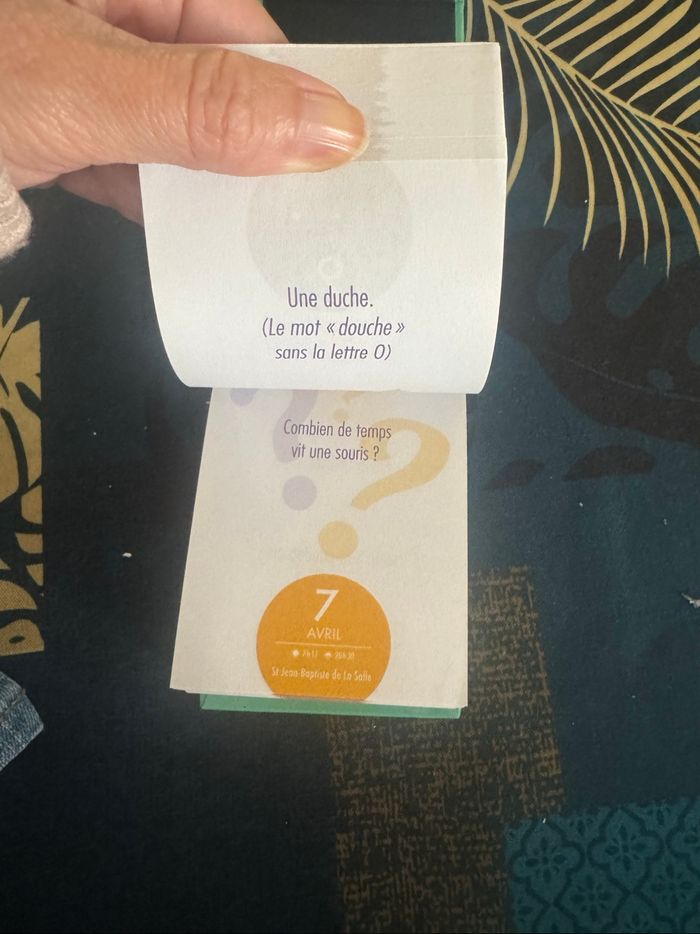 Une duche.
(Le mot « douche »
sans la lettre O)
Combien de temps
vit une souris ?
7
AVRIL
St-Jean-Baptiste de La Salle